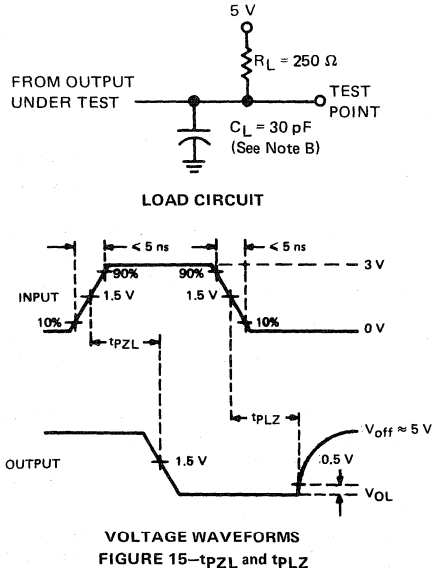 5 V
R_L = 250 Ω
FROM OUTPUT
UNDER TEST
TEST
POINT
C_L = 30 pF
(See Note B)
LOAD CIRCUIT
< 5 ns
< 5 ns
90%
90%
3 V
INPUT
1.5 V
1.5 V
10%
10%
0 V
t_PZL
t_PLZ
V_off ≈ 5 V
OUTPUT
1.5 V
0.5 V
V_OL
VOLTAGE WAVEFORMS
FIGURE 15—t_PZL and t_PLZ